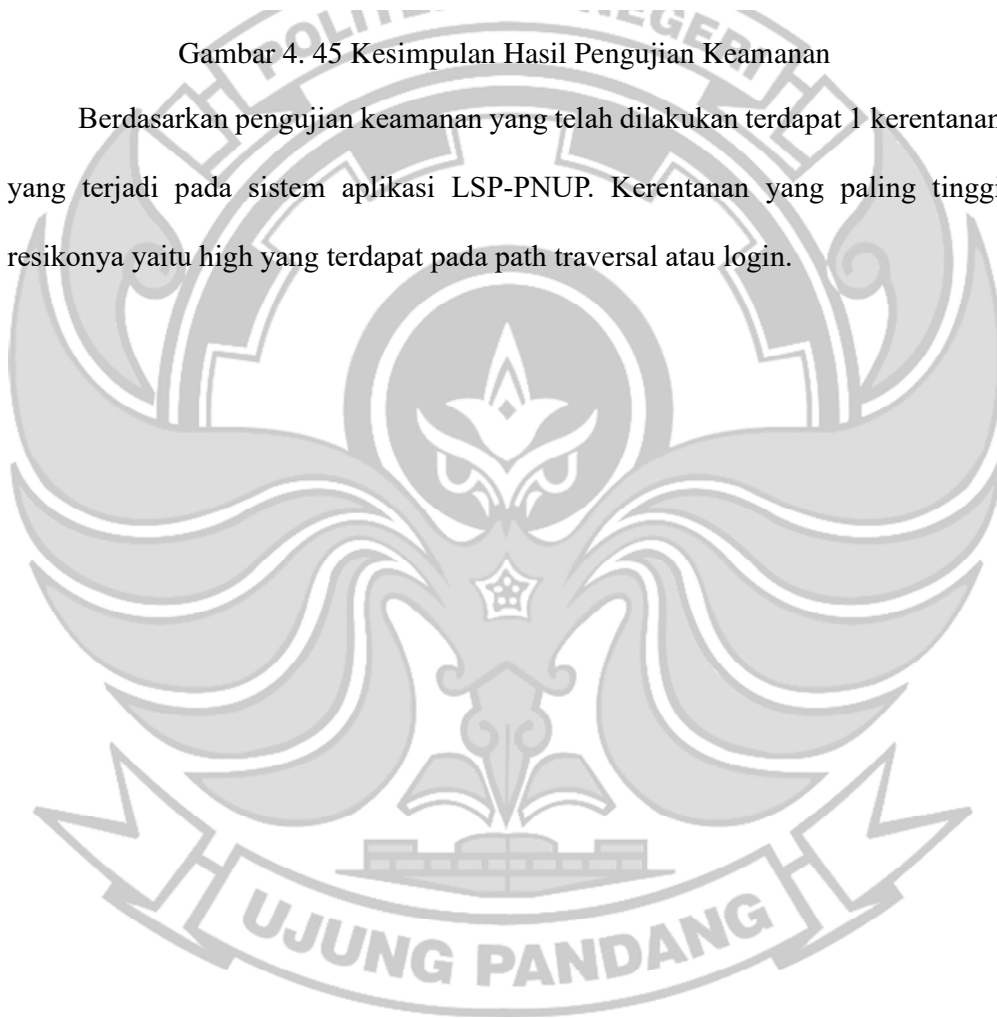 POLITEKNIK NEGERI
Gambar 4. 45 Kesimpulan Hasil Pengujian Keamanan
Berdasarkan pengujian keamanan yang telah dilakukan terdapat 1 kerentanan
yang terjadi pada sistem aplikasi LSP-PNUP. Kerentanan yang paling tinggi
resikonya yaitu high yang terdapat pada path traversal atau login.
UJUNG PANDANG